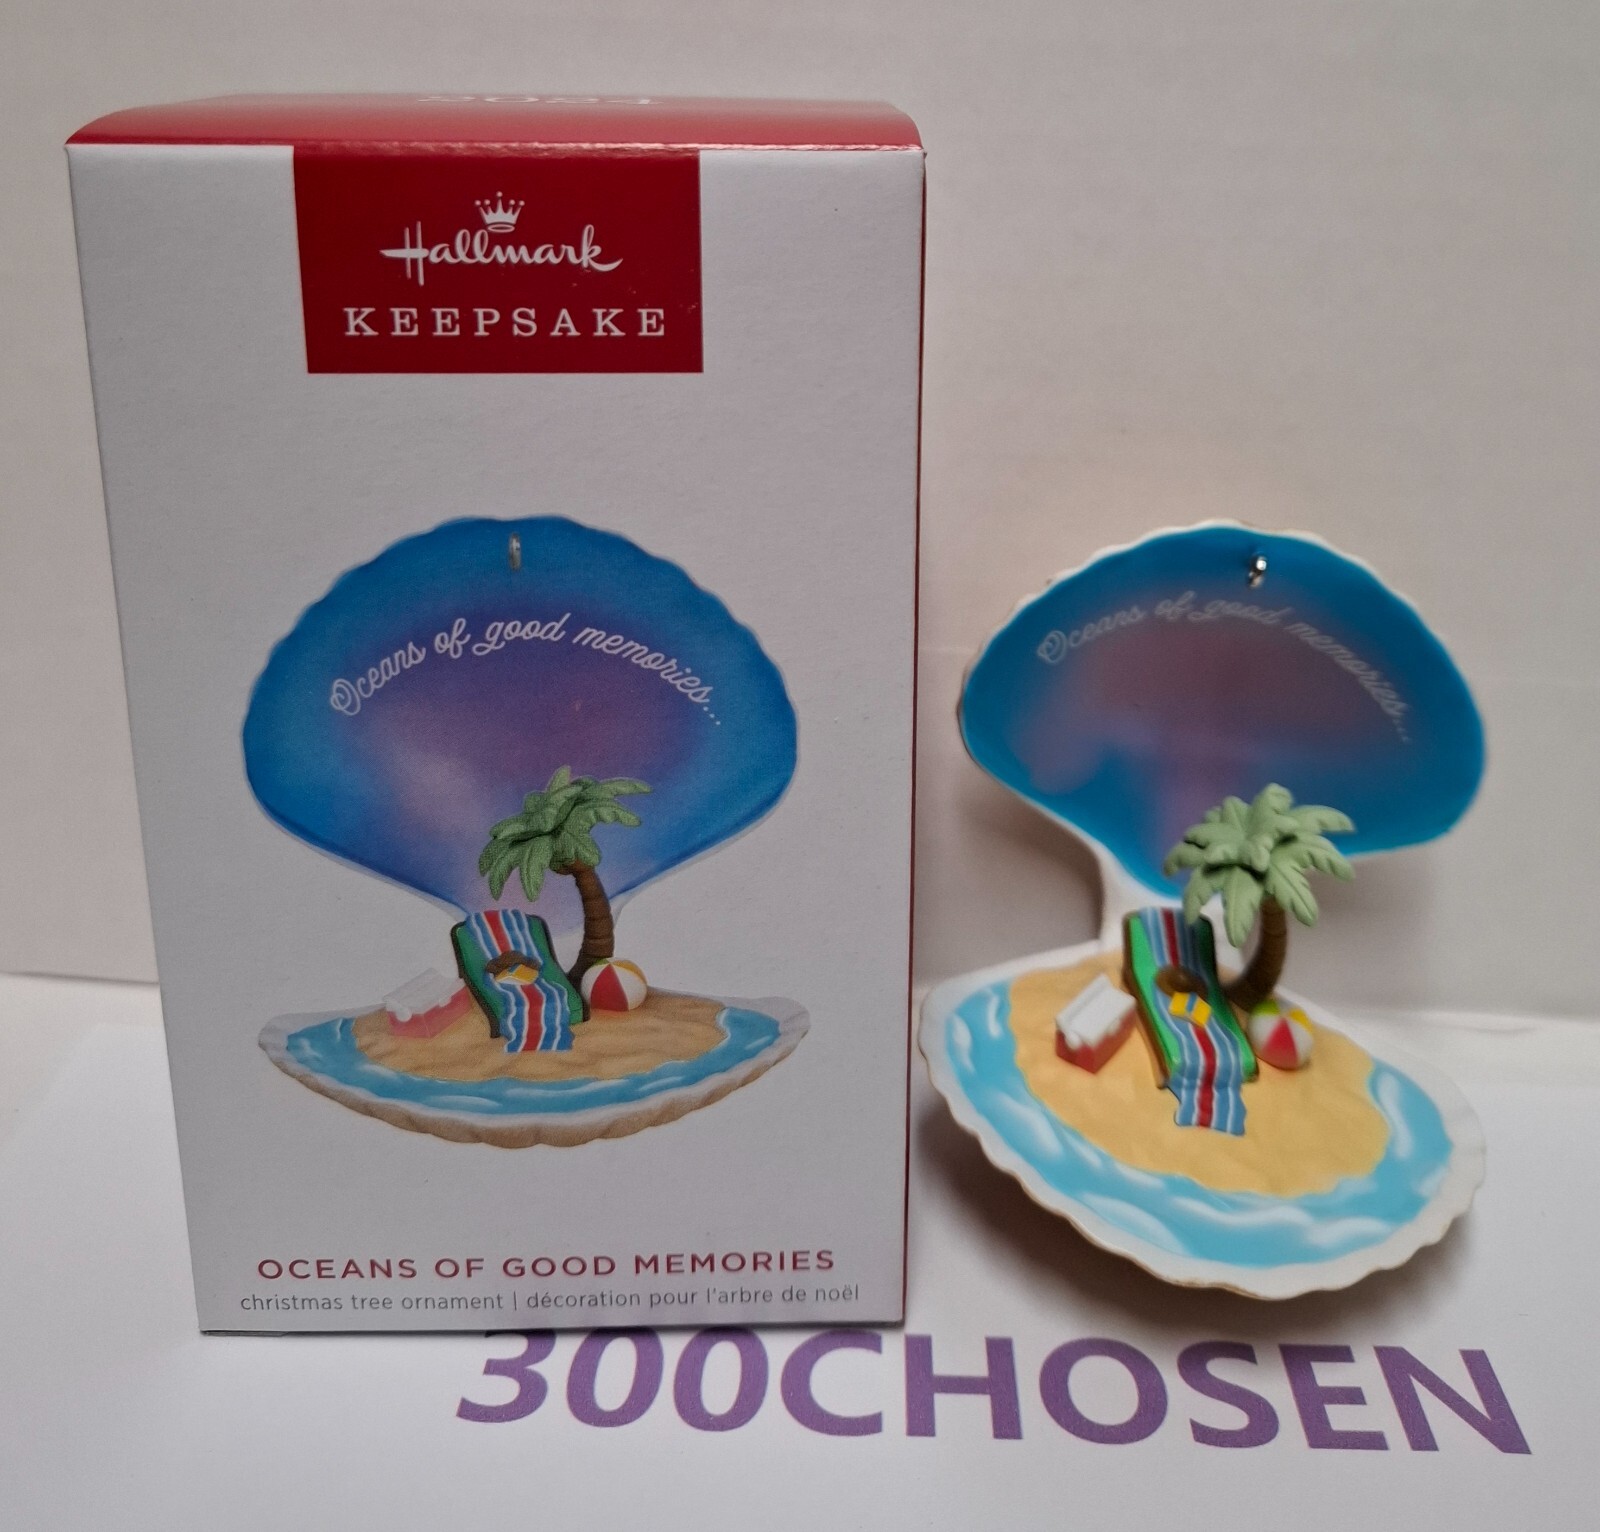 2024
Hallmark
KEEPSAKE
Oceans of good memories...
OCEANS OF GOOD MEMORIES
christmas tree ornament | décoration pour l'arbre de noël
Oceans of good memories...
300CHOSEN